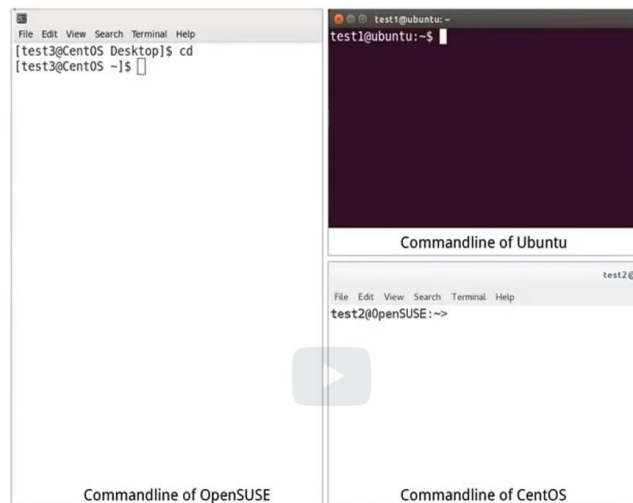 File Edit View Search Terminal Help
[test3@CentOS Desktop]$ cd
[test3@CentOS ~]$
Commandline of OpenSUSE
test1@ubuntu: ~
test1@ubuntu:~$
Commandline of Ubuntu
test2@
File Edit View Search Terminal Help
test2@OpenSUSE:~>
Commandline of CentOS